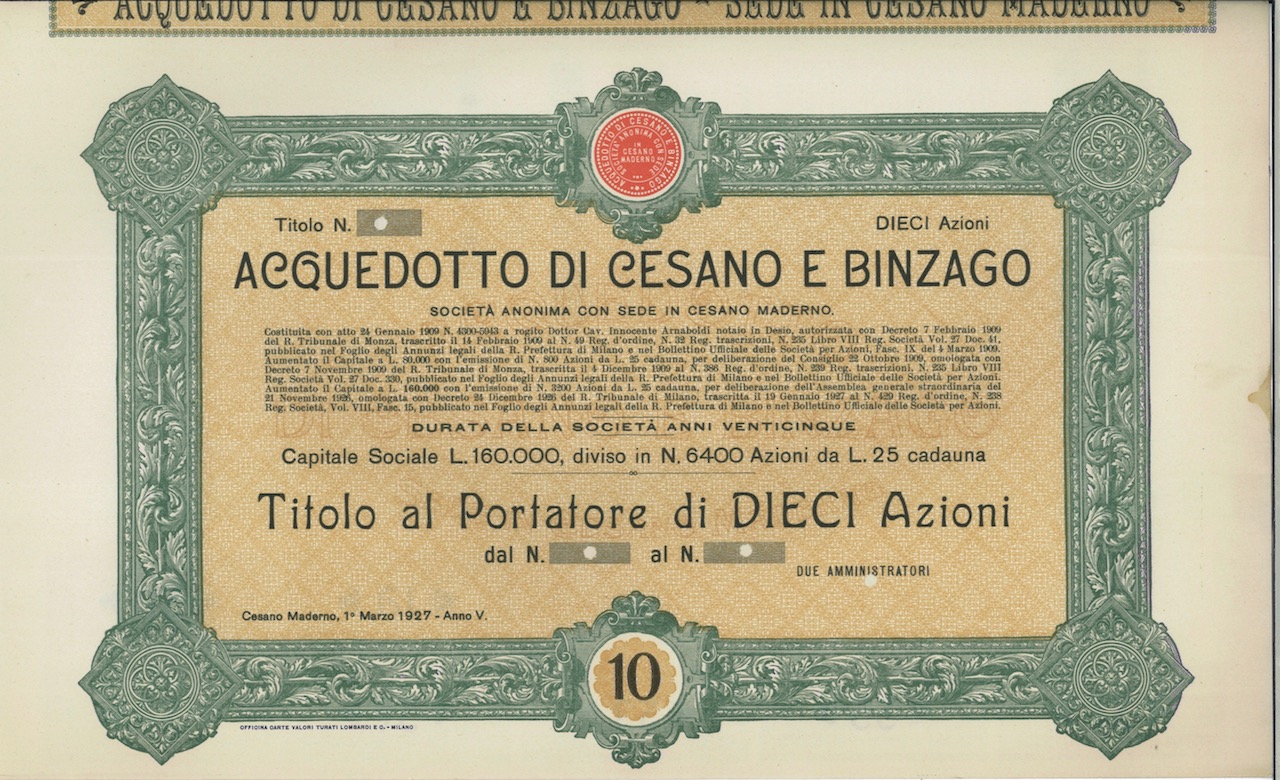 ACQUEDOTTO DI CESANO E BINZAGO - SEDE IN CESANO MADERNO
ACQUEDOTTO DI CESANO E BINZAGO
SOCIETÀ ANONIMA CON SEDE
IN
CESANO
MADERNO
Titolo N.
DIECI Azioni
ACQUEDOTTO DI CESANO E BINZAGO
SOCIETÀ ANONIMA CON SEDE IN CESANO MADERNO.
Costituita con atto 24 Gennaio 1909 N. 4300-5943 a rogito Dottor Cav. Innocente Arnaboldi notaio in Desio, autorizzata con Decreto 7 Febbraio 1909
del R. Tribunale di Monza, trascritto il 14 Febbraio 1909 al N. 49 Reg. d'ordine, N. 32 Reg. trascrizioni, N. 235 Libro VIII Reg. Società Vol. 27 Doc. 41,
pubblicato nel Foglio degli Annunzi legali della R. Prefettura di Milano e nel Bollettino Ufficiale delle Società per Azioni, Fasc. IX del 4 Marzo 1909.
Aumentato il Capitale a L. 80.000 con l'emissione di N. 800 Azioni da L. 25 cadauna, per deliberazione del Consiglio 22 Ottobre 1909, omologata con
Decreto 7 Novembre 1909 del R. Tribunale di Monza, trascritta il 4 Dicembre 1909 al N. 386 Reg. d'ordine, N. 239 Reg. trascrizioni, N. 235 Libro VIII
Reg. Società Vol. 27 Doc. 330, pubblicato nel Foglio degli Annunzi legali della R. Prefettura di Milano e nel Bollettino Ufficiale delle Società per Azioni.
Aumentato il Capitale a L. 160.000 con l'emissione di N. 3200 Azioni da L. 25 cadauna, per deliberazione dell'Assemblea generale straordinaria del
21 Novembre 1926, omologata con Decreto 24 Dicembre 1926 del R. Tribunale di Milano, trascritta il 19 Gennaio 1927 al N. 429 Reg. d'ordine, N. 238
Reg. Società, Vol. VIII, Fasc. 15, pubblicato nel Foglio degli Annunzi legali della R. Prefettura di Milano e nel Bollettino Ufficiale delle Società per Azioni.
DURATA DELLA SOCIETÀ ANNI VENTICINQUE
Capitale Sociale L. 160.000, diviso in N. 6400 Azioni da L. 25 cadauna
Titolo al Portatore di DIECI Azioni
dal N. al N.
DUE AMMINISTRATORI
Cesano Maderno, 1° Marzo 1927 - Anno V.
10
OFFICINA CARTE VALORI TURATI LOMBARDI E C. - MILANO